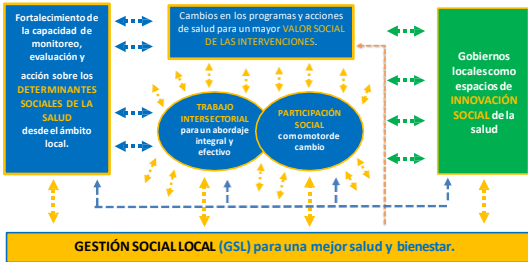 Fortalecimiento de
la capacidad de
monitoreo,
evaluación y
acción sobre los
DETERMINANTES
SOCIALES DE LA
SALUD
desde el ámbito
local.
Cambios en los programas y acciones
de salud para un mayor VALOR SOCIAL
DE LAS INTERVENCIONES.
TRABAJO
INTERSECTORIAL
para un abordaje
integral y
efectivo
PARTICIPACIÓN
SOCIAL
como motor de
cambio
Gobiernos
locales como
espacios de
INNOVACIÓN
SOCIAL de la
salud
GESTIÓN SOCIAL LOCAL (GSL) para una mejor salud y bienestar.